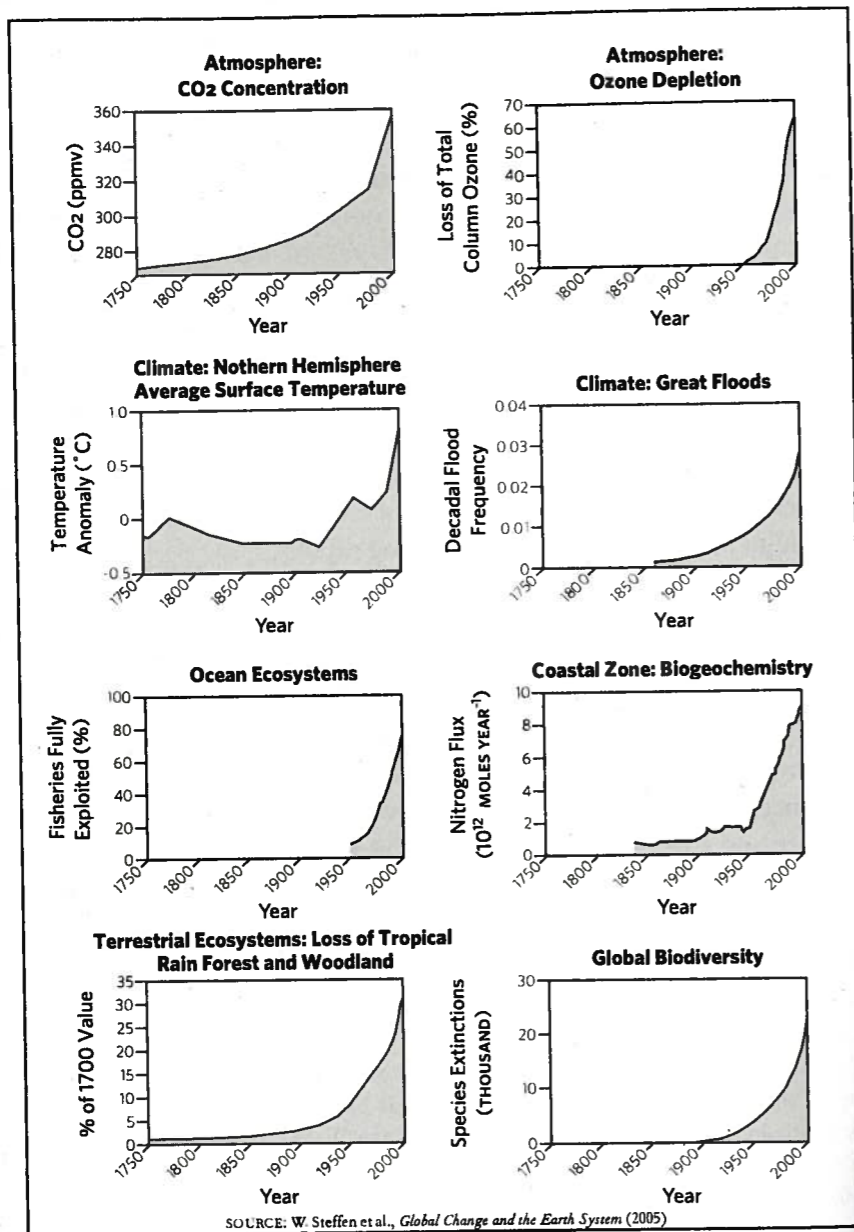 Atmosphere:
CO2 Concentration
CO2 (ppmv)
360
340
320
300
280
1750
1800
1850
1900
1950
2000
Year
Atmosphere:
Ozone Depletion
Loss of Total
Column Ozone (%)
70
60
50
40
30
20
10
0
1750
1800
1850
1900
1950
2000
Year
Climate: Nothern Hemisphere
Average Surface Temperature
Temperature
Anomaly (°C)
1 0
0 5
0
-0.5
1750
1800
1850
1900
1950
2000
Year
Climate: Great Floods
Decadal Flood
Frequency
0 04
0 03
0 02
0 01
0
1750
1800
1850
1900
1950
2000
Year
Ocean Ecosystems
Fisheries Fully
Exploited (%)
100
80
60
40
20
0
1750
1800
1850
1900
1950
2000
Year
Coastal Zone: Biogeochemistry
Nitrogen Flux
(10¹² MOLES YEAR⁻¹)
10
8
6
4
2
0
1750
1800
1850
1900
1950
2000
Year
Terrestrial Ecosystems: Loss of Tropical
Rain Forest and Woodland
% of 1700 Value
35
30
25
20
15
10
5
0
1750
1800
1850
1900
1950
2000
Year
Global Biodiversity
Species Extinctions
(THOUSAND)
30
20
10
0
1750
1800
1850
1900
1950
2000
Year
SOURCE: W. Steffen et al., Global Change and the Earth System (2005)